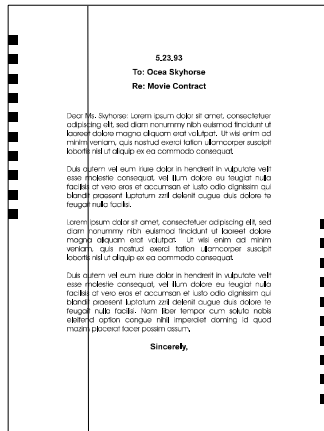 5.23.93
To: Ocea Skyhorse
Re: Movie Contract
Dear Ms. Skyhorse: Lorem ipsum dolor sit amet, consectetuer
adipiscing elit, sed diam nonummy nibh euismod tincidunt ut
laoreet dolore magna aliquam erat volutpat. Ut wisi enim ad
minim veniam, quis nostrud exerci tation ullamcorper suscipit
lobortis nisl ut aliquip ex ea commodo consequat.
Duis autem vel eum iriure dolor in hendrerit in vulputate velit
esse molestie consequat, vel illum dolore eu feugiat nulla
facilisis at vero eros et accumsan et iusto odio dignissim qui
blandit praesent luptatum zzril delenit augue duis dolore te
feugait nulla facilisi.
Lorem ipsum dolor sit amet, consectetuer adipiscing elit, sed
diam nonummy nibh euismod tincidunt ut laoreet dolore
magna aliquam erat volutpat. Ut wisi enim ad minim
veniam, quis nostrud exerci tation ullamcorper suscipit
lobortis nisl ut aliquip ex ea commodo consequat.
Duis autem vel eum iriure dolor in hendrerit in vulputate velit
esse molestie consequat, vel illum dolore eu feugiat nulla
facilisis at vero eros et accumsan et iusto odio dignissim qui
blandit praesent luptatum zzril delenit augue duis dolore te
feugait nulla facilisi. Nam liber tempor cum soluta nobis
eleifend option congue nihil imperdiet doming id quod
mazim placerat facer possim assum,
Sincerely,